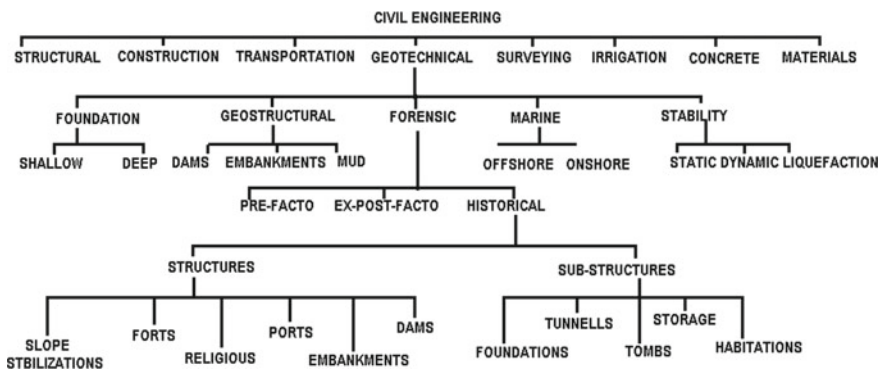 CIVIL ENGINEERING
STRUCTURAL CONSTRUCTION TRANSPORTATION GEOTECHNICAL SURVEYING IRRIGATION CONCRETE MATERIALS
FOUNDATION GEOSTRUCTURAL FORENSIC MARINE STABILITY
SHALLOW DEEP DAMS EMBANKMENTS MUD OFFSHORE ONSHORE STATIC DYNAMIC LIQUEFACTION
PRE-FACTO EX-POST-FACTO HISTORICAL
STRUCTURES SUB-STRUCTURES
SLOPE STBILIZATIONS FORTS RELIGIOUS PORTS EMBANKMENTS DAMS FOUNDATIONS TUNNELLS TOMBS STORAGE HABITATIONS